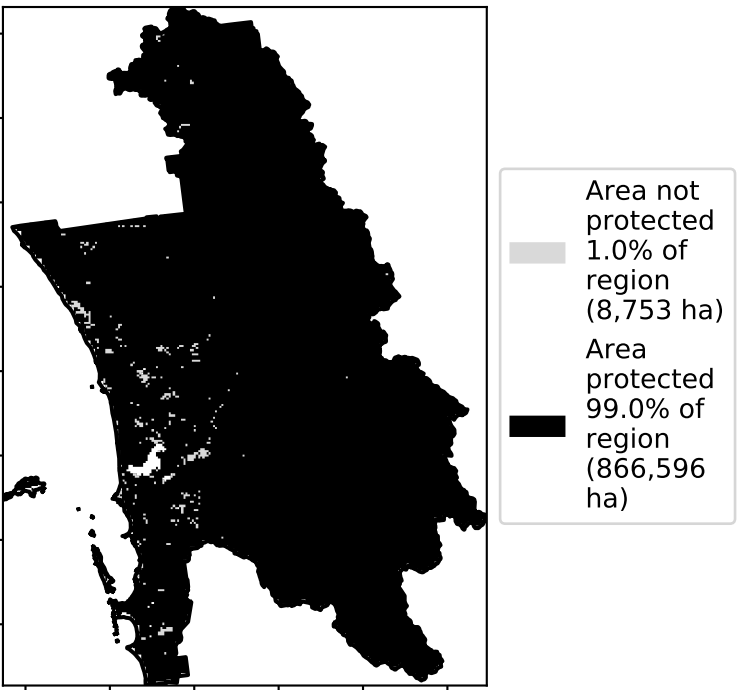 Area not
protected
1.0% of
region
(8,753 ha)
Area
protected
99.0% of
region
(866,596
ha)